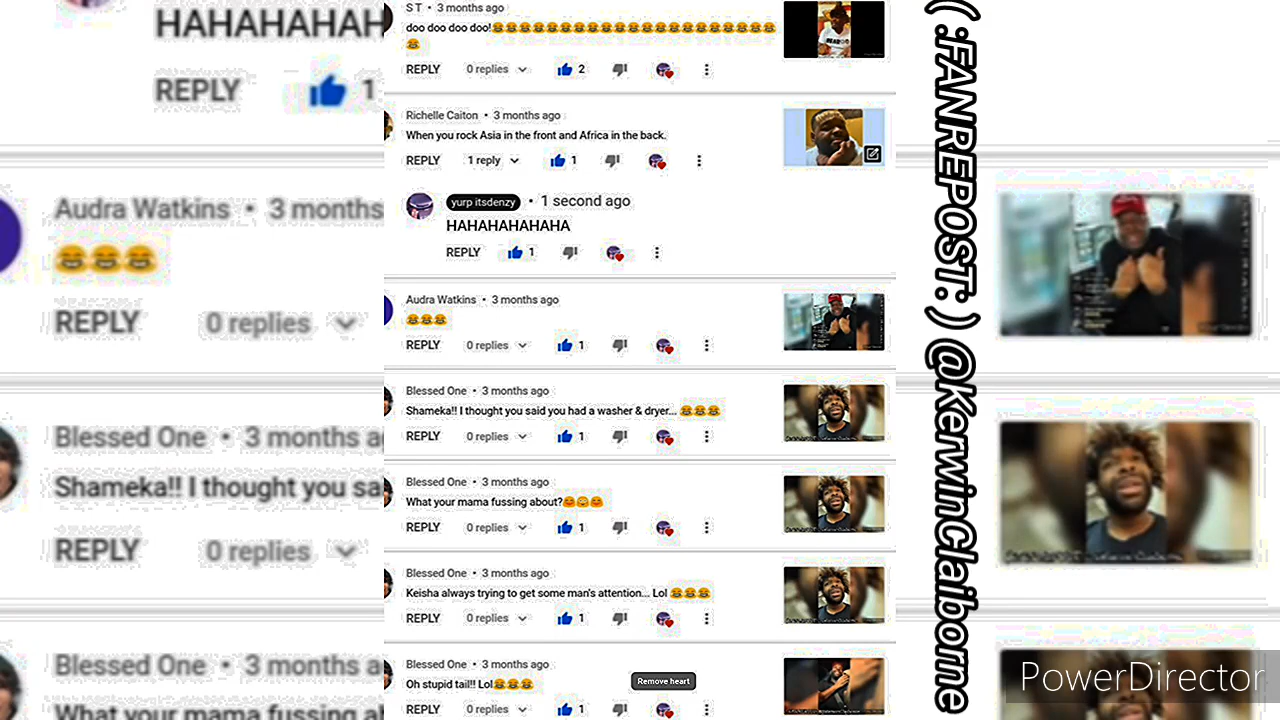 HAHAHAHAH
REPLY 1
Audra Watkins • 3 months
😂😂😂
REPLY 0 replies
Blessed One • 3 months a
Shameka!! I thought you sa
REPLY 0 replies
Blessed One • 3 months a
What your mama fussing a
S T • 3 months ago
doo doo doo doo!😂😂😂😂😂😂😂😂😂😂😂😂😂😂😂😂😂😂😂😂😂
😂
REPLY 0 replies 2
Richelle Caiton • 3 months ago
When you rock Asia in the front and Africa in the back.
REPLY 1 reply 1
yurp itsdenzy • 1 second ago
HAHAHAHAHAHA
REPLY 1
Audra Watkins • 3 months ago
😂😂😂
REPLY 0 replies 1
Blessed One • 3 months ago
Shameka!! I thought you said you had a washer & dryer... 😂😂😂
REPLY 0 replies 1
Blessed One • 3 months ago
What your mama fussing about?😊😳😊
REPLY 0 replies 1
Blessed One • 3 months ago
Keisha always trying to get some man's attention... Lol 😂😂😂
REPLY 0 replies 1
Blessed One • 3 months ago
Oh stupid tail!! Lol😂😂😂
Remove heart
REPLY 0 replies 1
( :FANREPOST: ) @KerwinClaiborne
PowerDirector